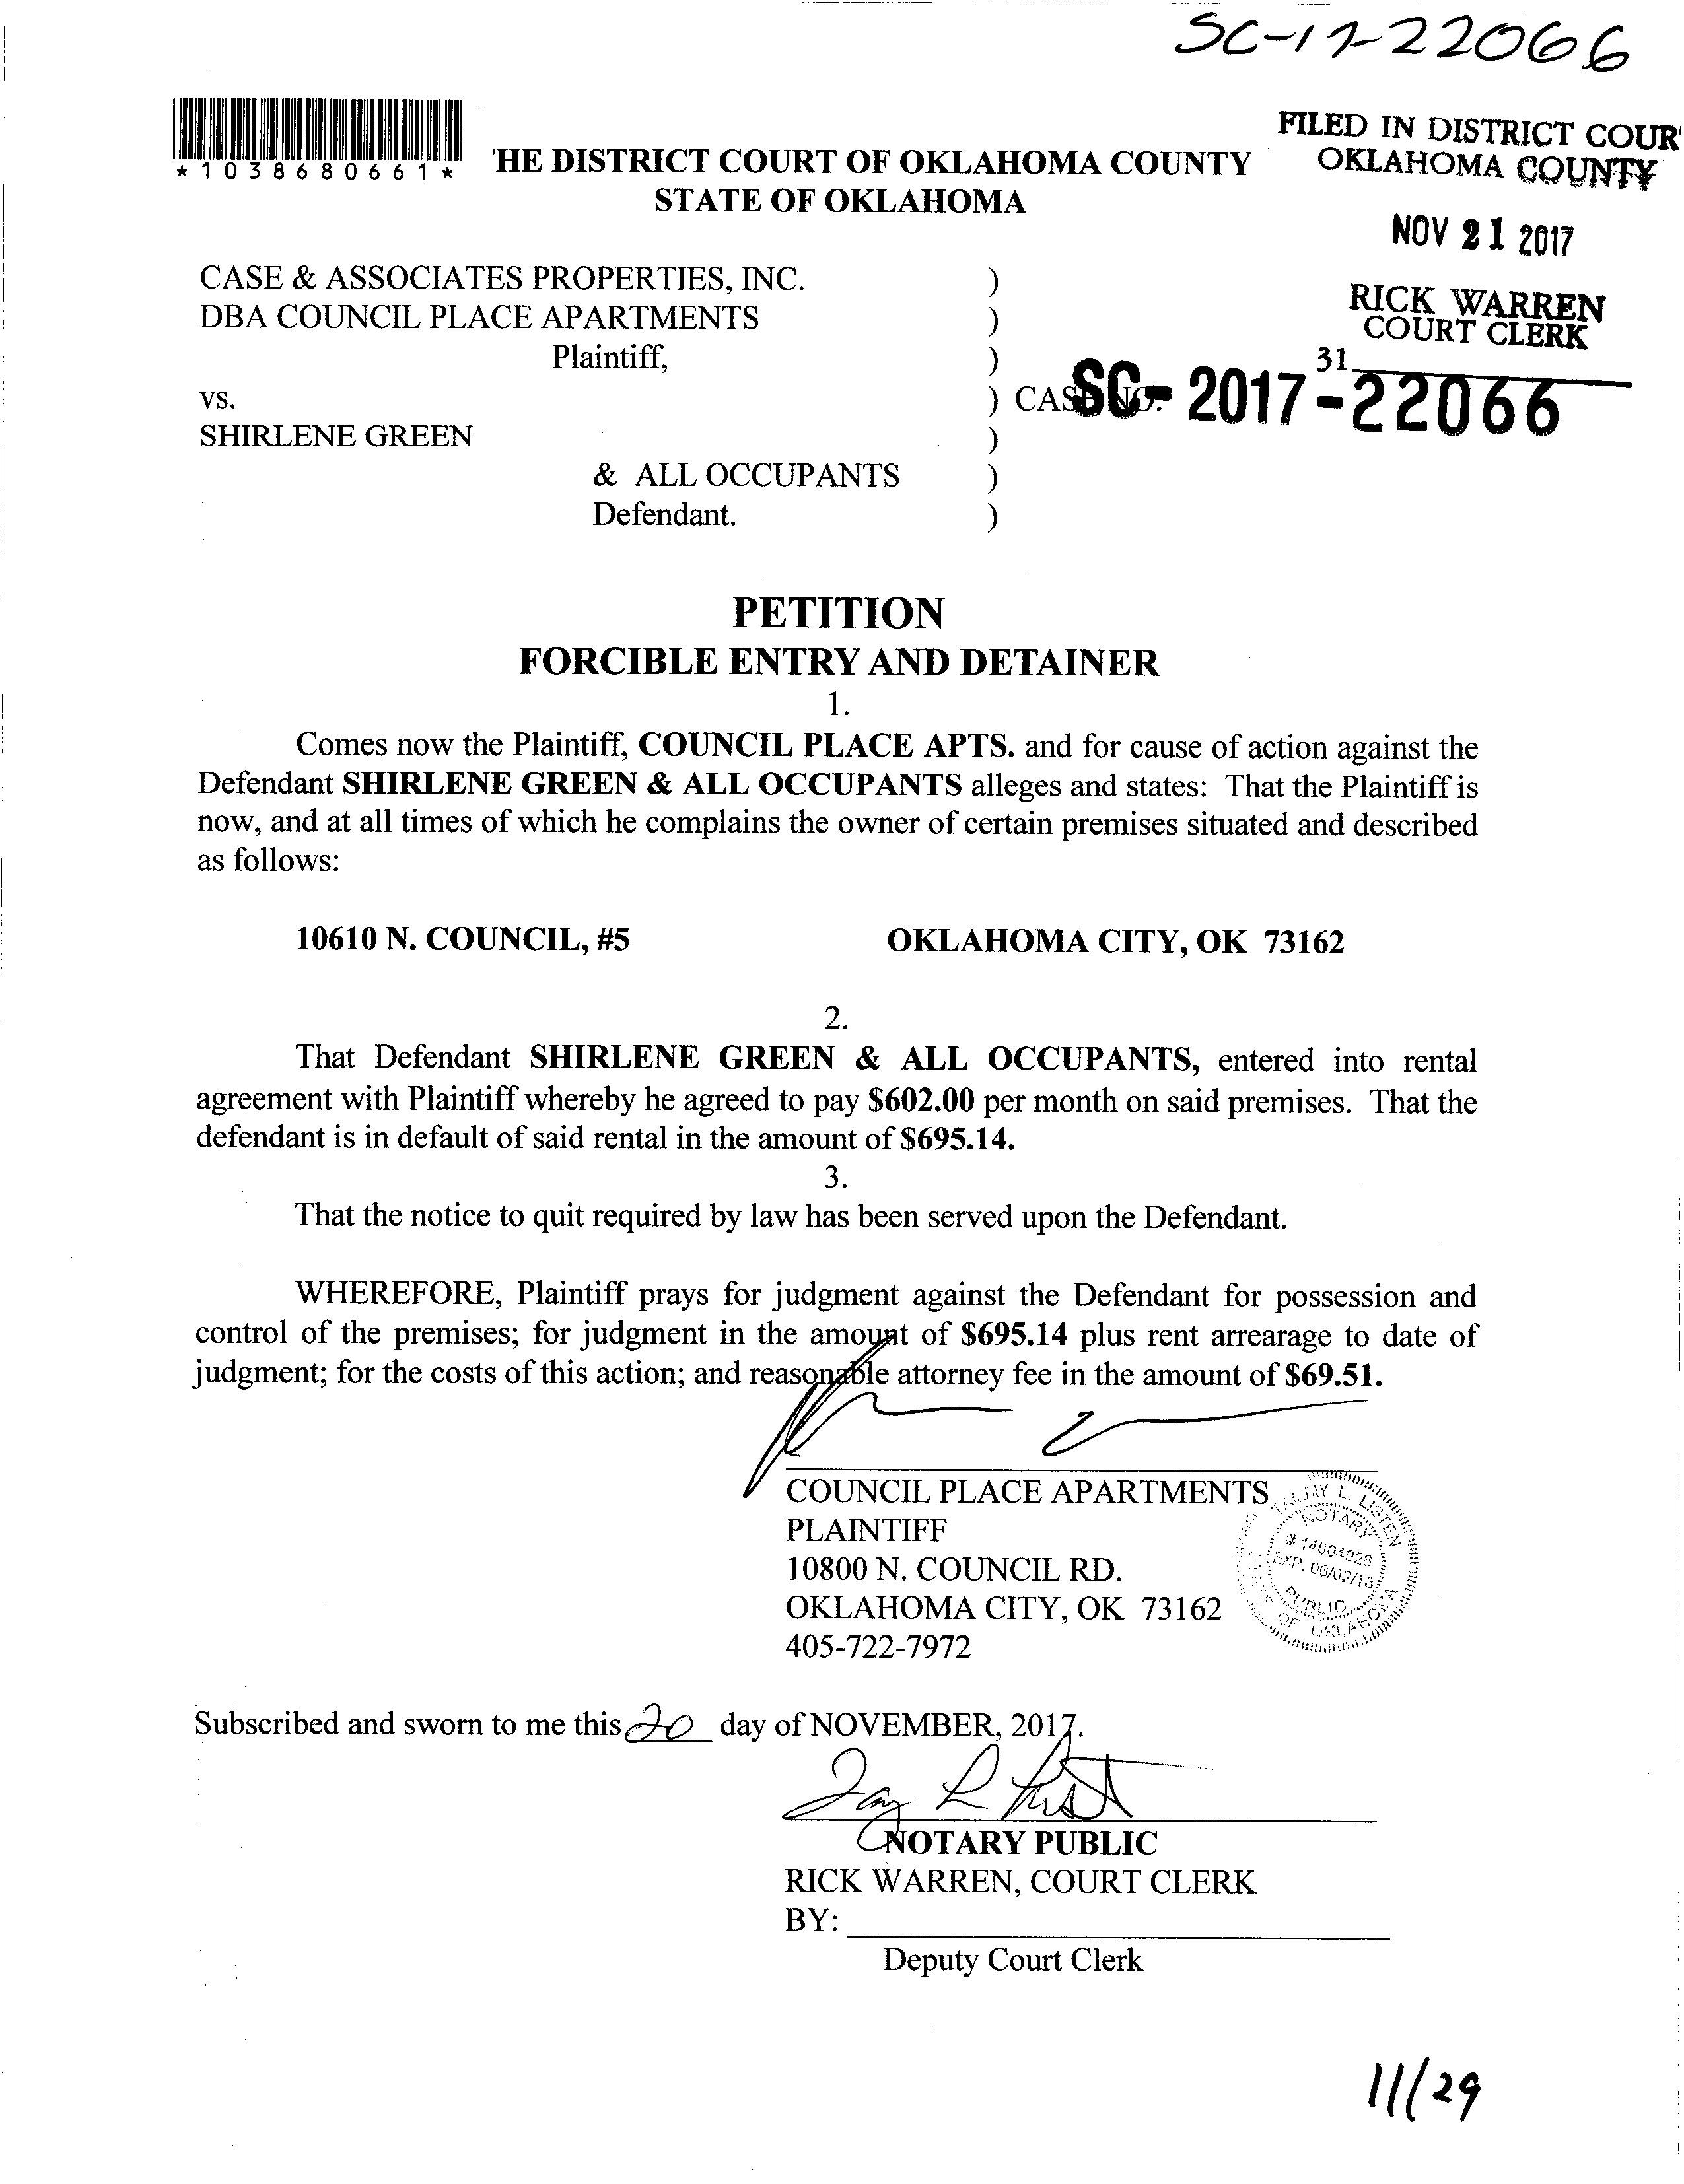 SC-17-22066
*1038680661*
'HE DISTRICT COURT OF OKLAHOMA COUNTY
STATE OF OKLAHOMA
FILED IN DISTRICT COUR
OKLAHOMA COUNTY
NOV 21 2017
RICK WARREN
COURT CLERK
31
CASE & ASSOCIATES PROPERTIES, INC. )
DBA COUNCIL PLACE APARTMENTS )
Plaintiff, )
vs. ) CASE NO. SC- 2017-22066
SHIRLENE GREEN )
& ALL OCCUPANTS )
Defendant. )
PETITION
FORCIBLE ENTRY AND DETAINER
1.
Comes now the Plaintiff, COUNCIL PLACE APTS. and for cause of action against the
Defendant SHIRLENE GREEN & ALL OCCUPANTS alleges and states: That the Plaintiff is
now, and at all times of which he complains the owner of certain premises situated and described
as follows:
10610 N. COUNCIL, #5 OKLAHOMA CITY, OK 73162
2.
That Defendant SHIRLENE GREEN & ALL OCCUPANTS, entered into rental
agreement with Plaintiff whereby he agreed to pay $602.00 per month on said premises. That the
defendant is in default of said rental in the amount of $695.14.
3.
That the notice to quit required by law has been served upon the Defendant.
WHEREFORE, Plaintiff prays for judgment against the Defendant for possession and
control of the premises; for judgment in the amount of $695.14 plus rent arrearage to date of
judgment; for the costs of this action; and reasonable attorney fee in the amount of $69.51.
COUNCIL PLACE APARTMENTS
PLAINTIFF
10800 N. COUNCIL RD.
OKLAHOMA CITY, OK 73162
405-722-7972
L. LISTEN
NOTARY
# 14004928
EXP. 06/02/18
PUBLIC
STATE OF OKLAHOMA
Subscribed and sworn to me this 20 day of NOVEMBER, 2017.
NOTARY PUBLIC
RICK WARREN, COURT CLERK
BY:
Deputy Court Clerk
11/29